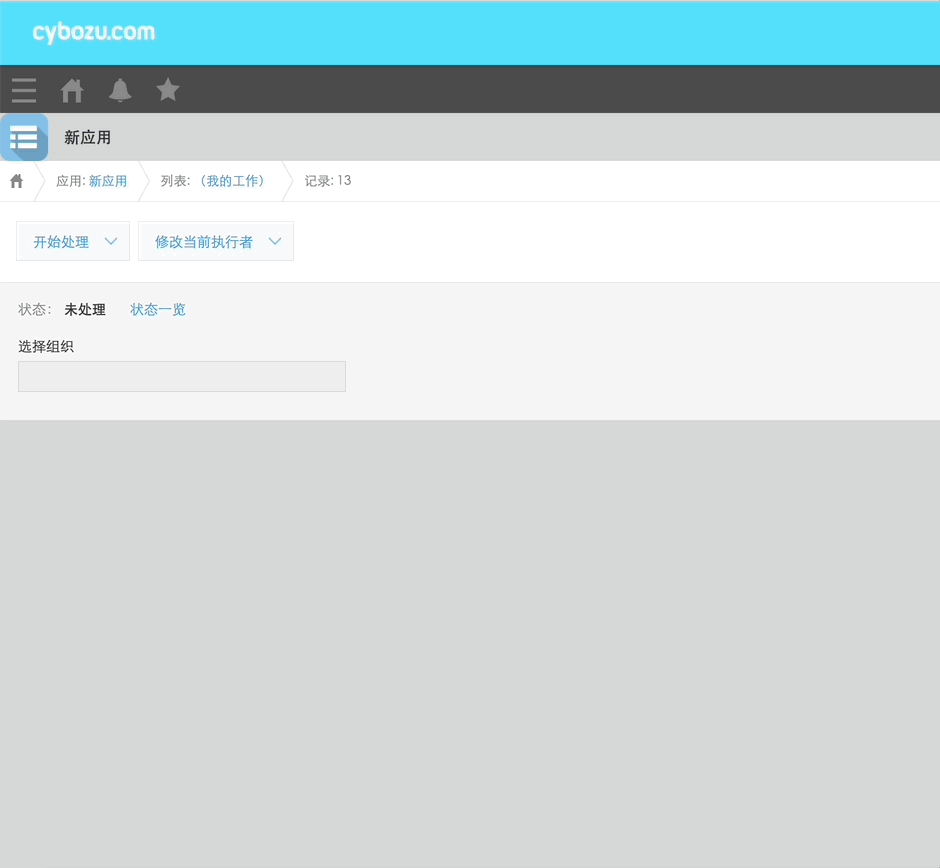 cybozu.com
新应用
应用: 新应用 列表: （我的工作） 记录: 13
开始处理 修改当前执行者
状态： 未处理 状态一览
选择组织